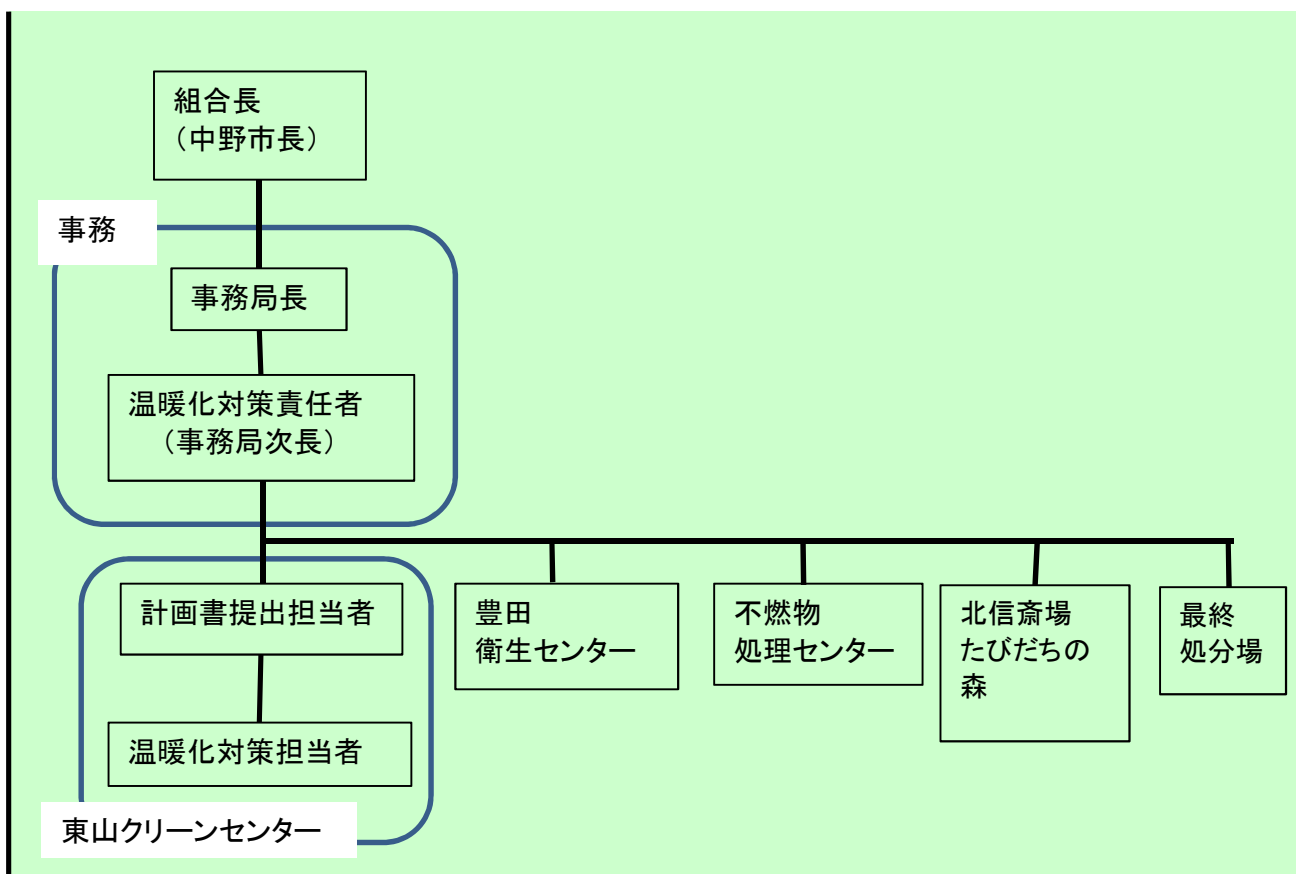 組合長
（中野市長）
事務
事務局長
温暖化対策責任者
（事務局次長）
計画書提出担当者
温暖化対策担当者
東山クリーンセンター
豊田
衛生センター
不燃物
処理センター
北信斎場
たびだちの
森
最終
処分場